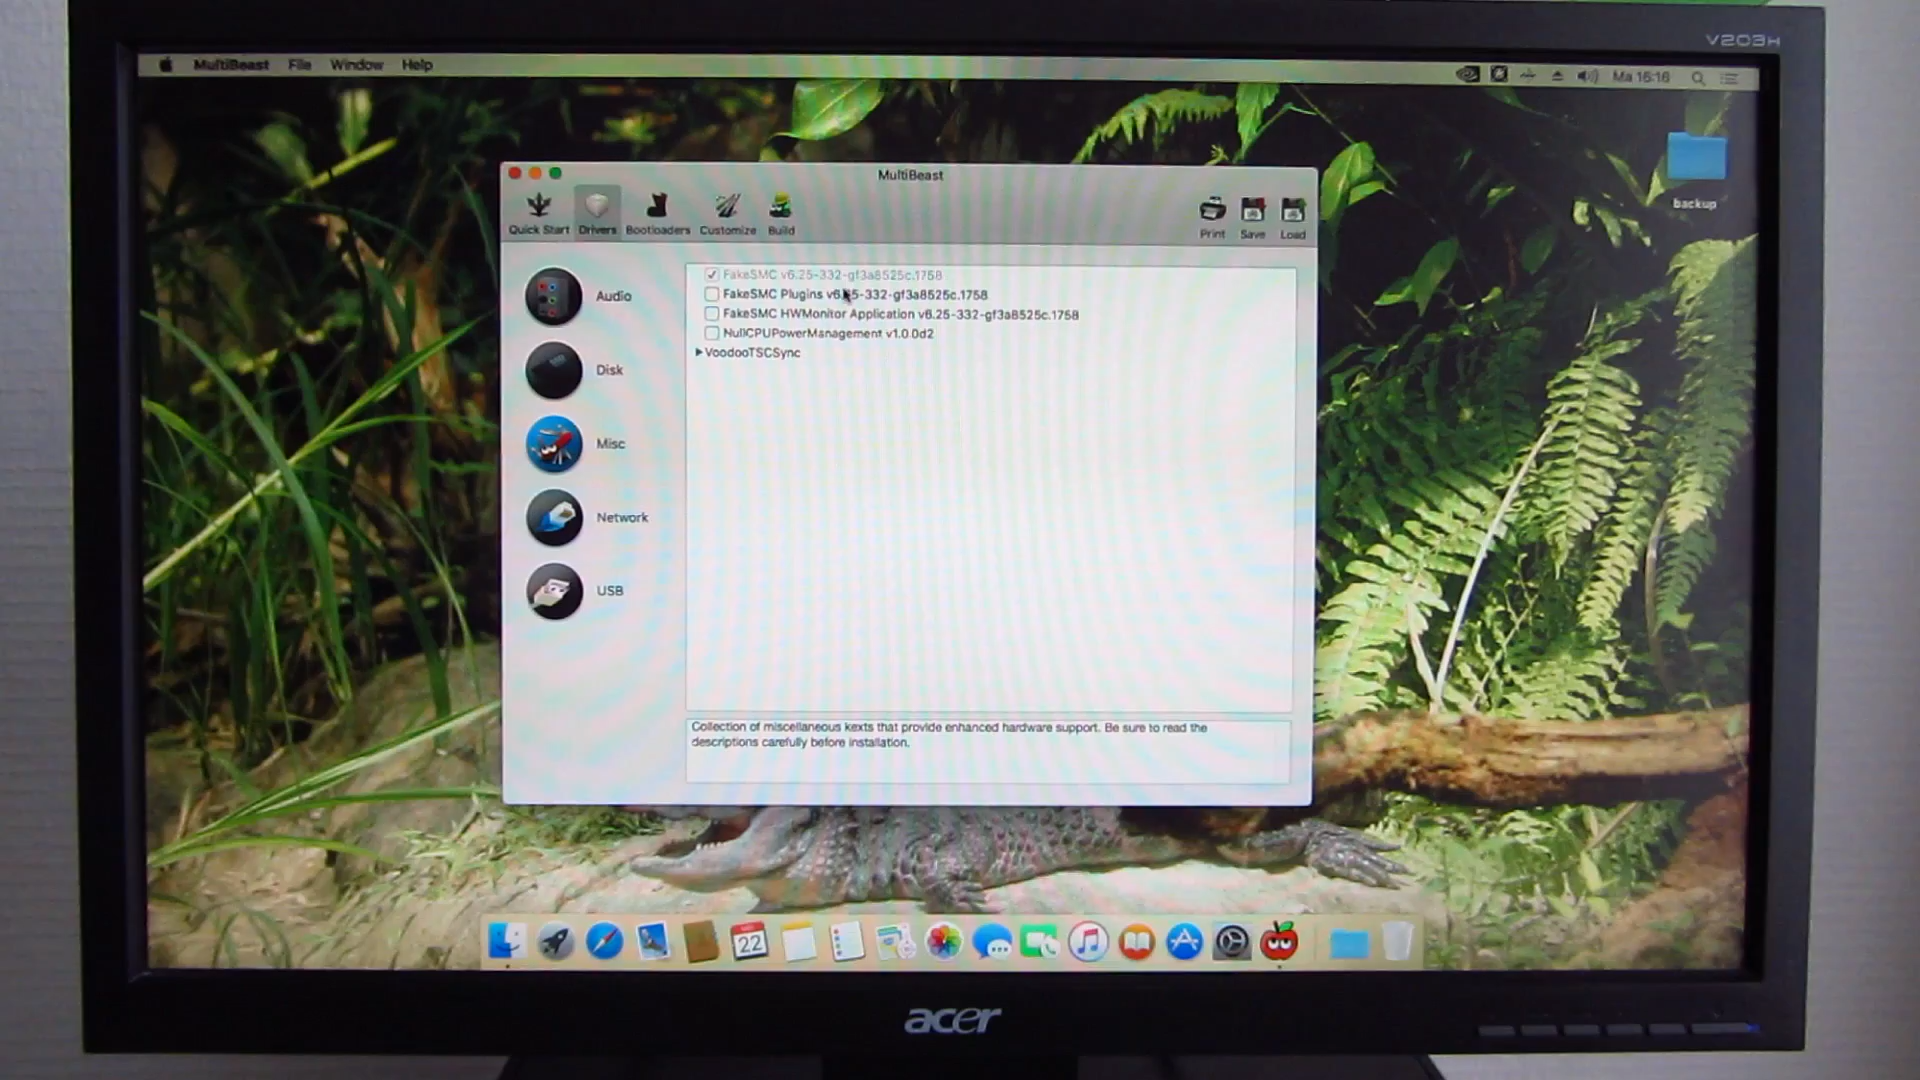 V203H
MultiBeast File Window Help
Ma 16:16
backup
MultiBeast
Quick Start Drivers Bootloaders Customize Build
Print Save Load
Audio
Disk
Misc
Network
USB
FakeSMC v6.25-332-gf3a8525c.1758
FakeSMC Plugins v6.25-332-gf3a8525c.1758
FakeSMC HWMonitor Application v6.25-332-gf3a8525c.1758
NullCPUPowerManagement v1.0.0d2
VoodooTSCSync
Collection of miscellaneous kexts that provide enhanced hardware support. Be sure to read the
descriptions carefully before installation.
22
acer